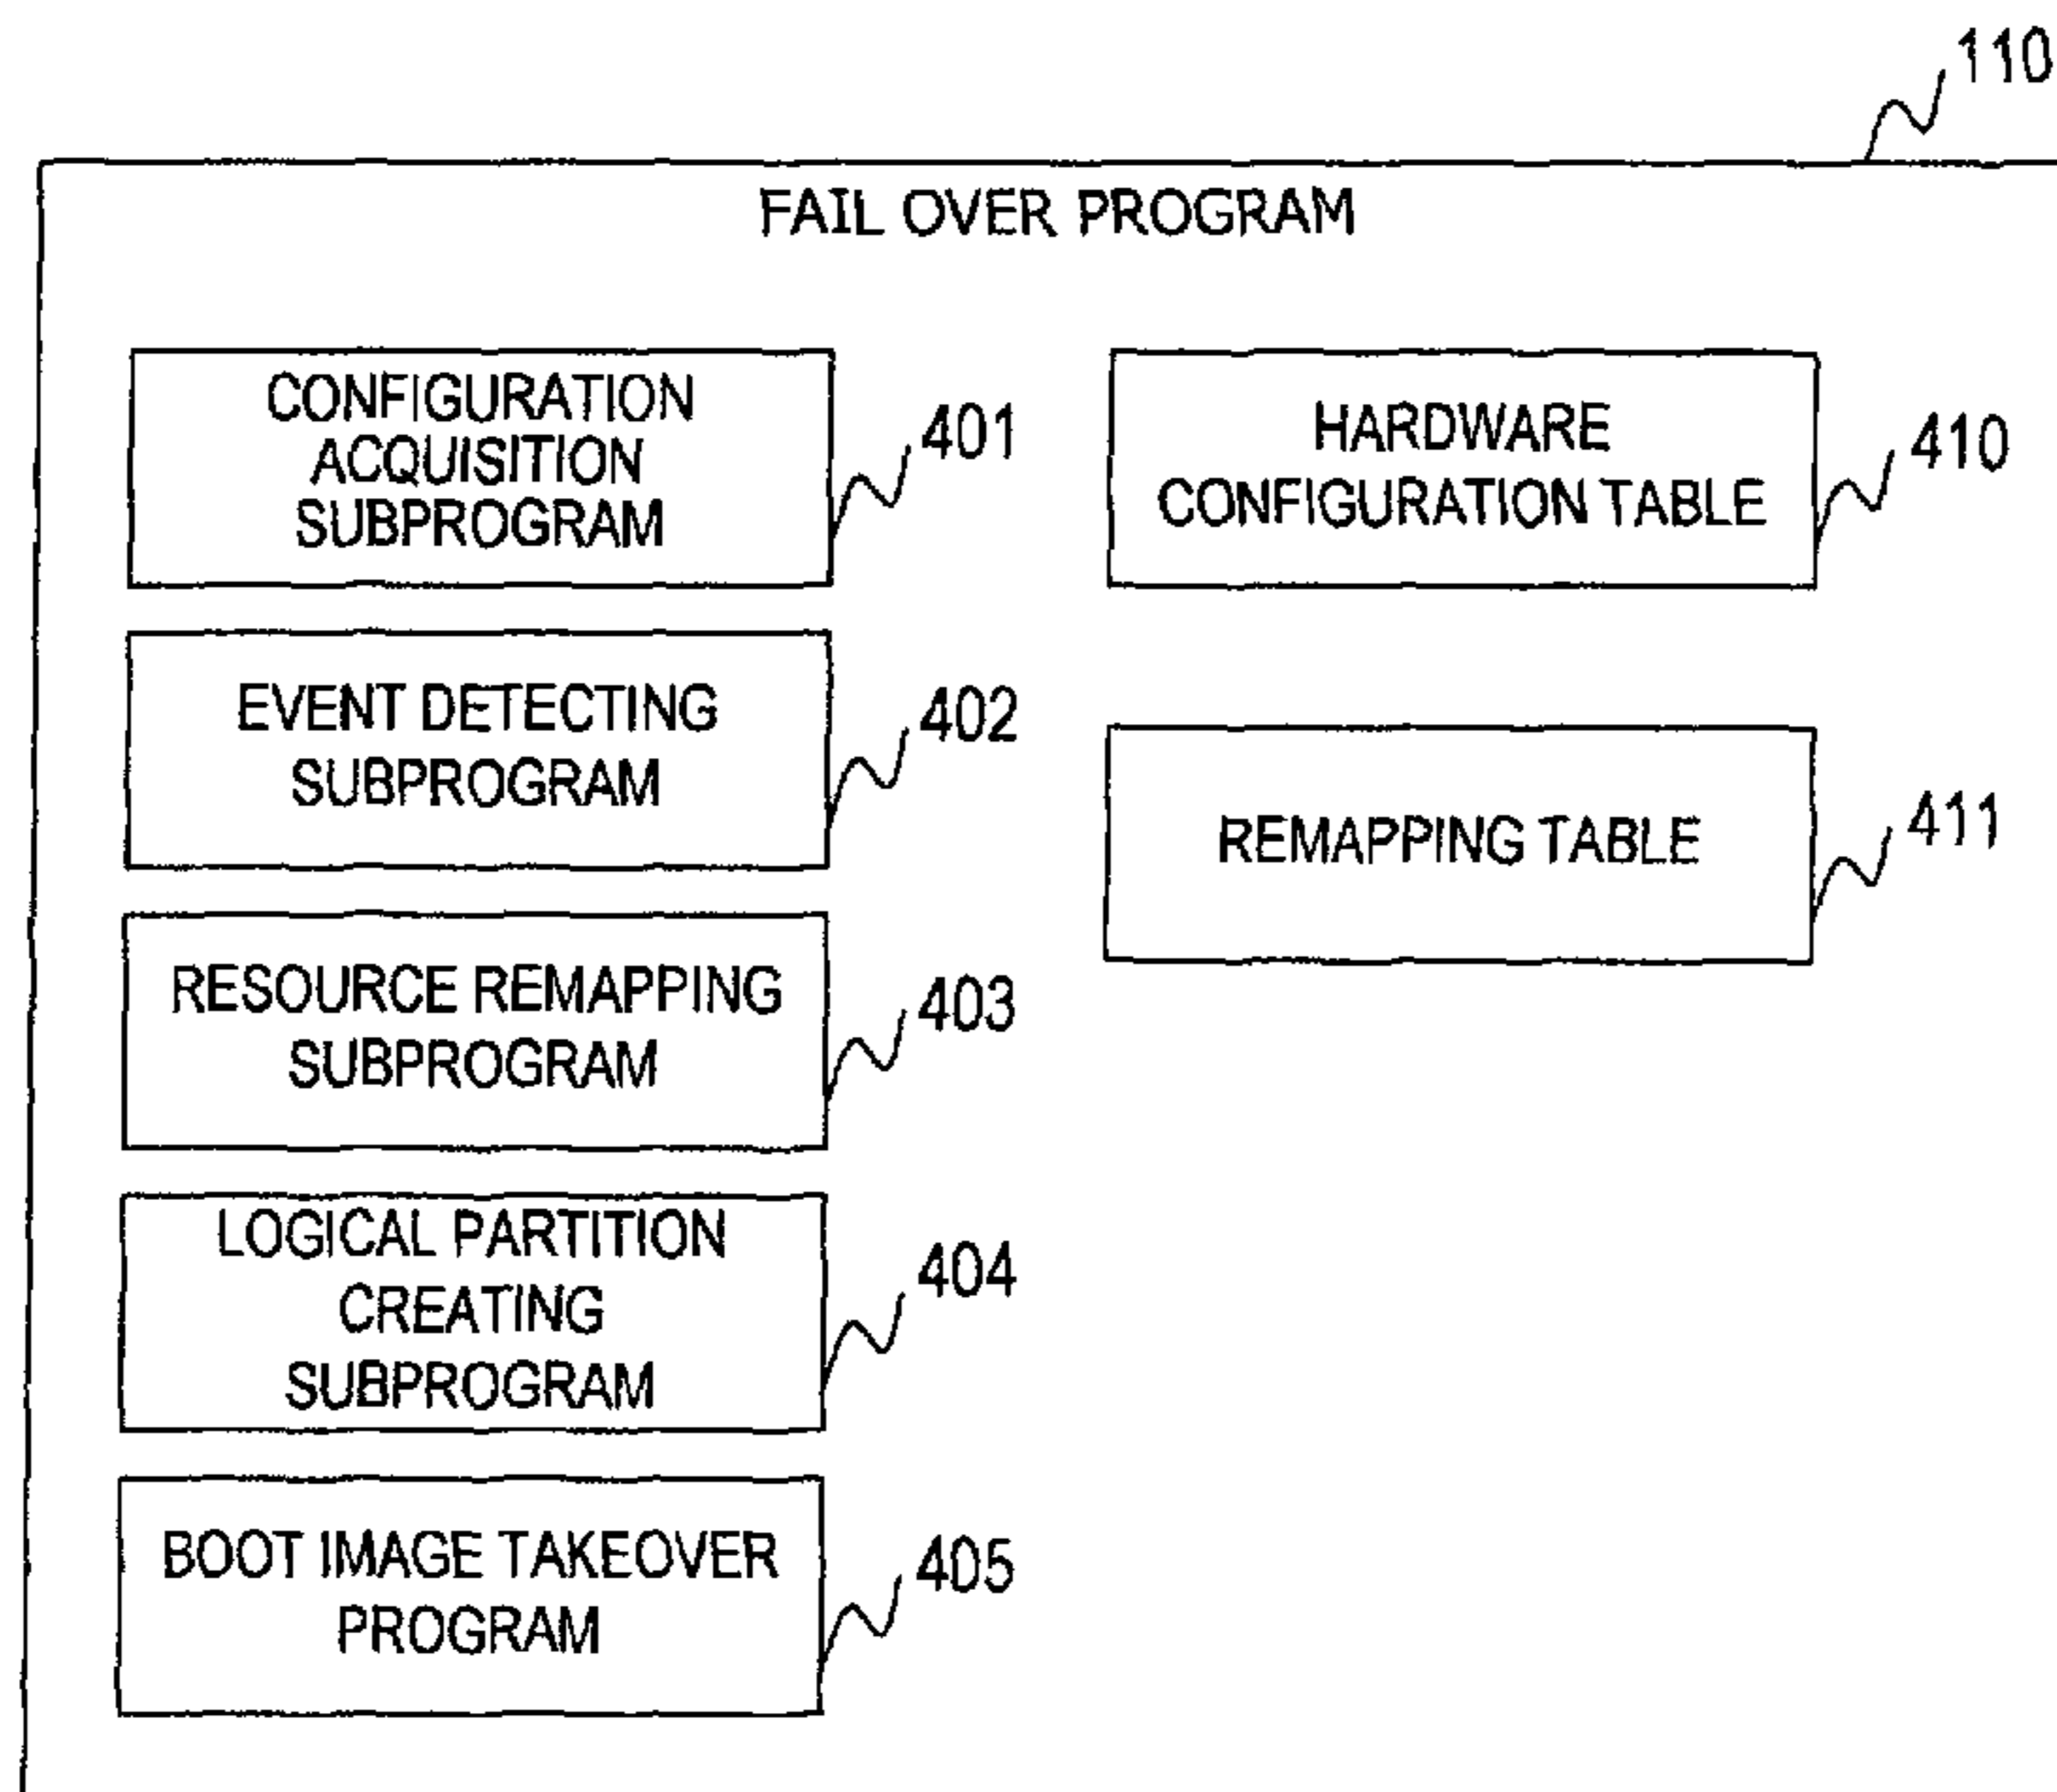 110
FAIL OVER PROGRAM
CONFIGURATION
ACQUISITION
SUBPROGRAM
401
HARDWARE
CONFIGURATION TABLE
410
EVENT DETECTING
SUBPROGRAM
402
REMAPPING TABLE
411
RESOURCE REMAPPING
SUBPROGRAM
403
LOGICAL PARTITION
CREATING
SUBPROGRAM
404
BOOT IMAGE TAKEOVER
PROGRAM
405